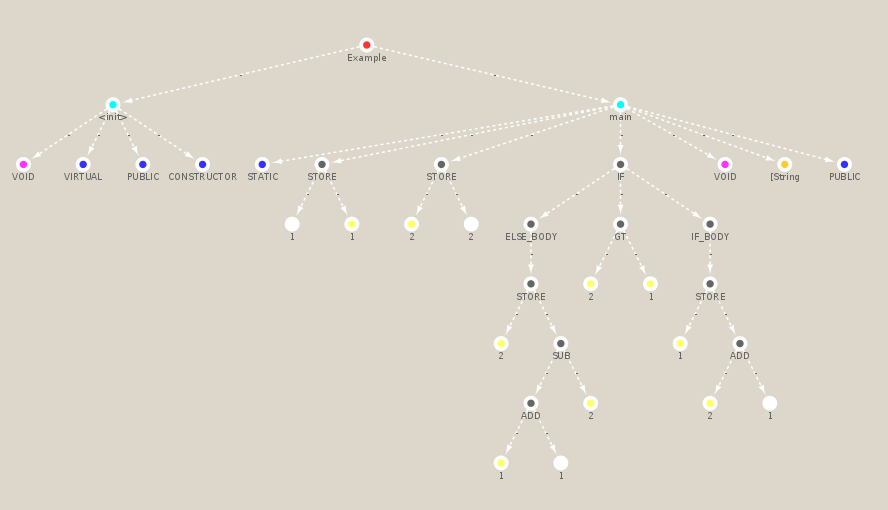 Example
<init>
main
VOID
VIRTUAL
PUBLIC
CONSTRUCTOR
STATIC
STORE
STORE
IF
VOID
[String
PUBLIC
1
1
2
2
ELSE_BODY
GT
IF_BODY
STORE
2
1
STORE
2
SUB
1
ADD
ADD
2
2
1
1
1